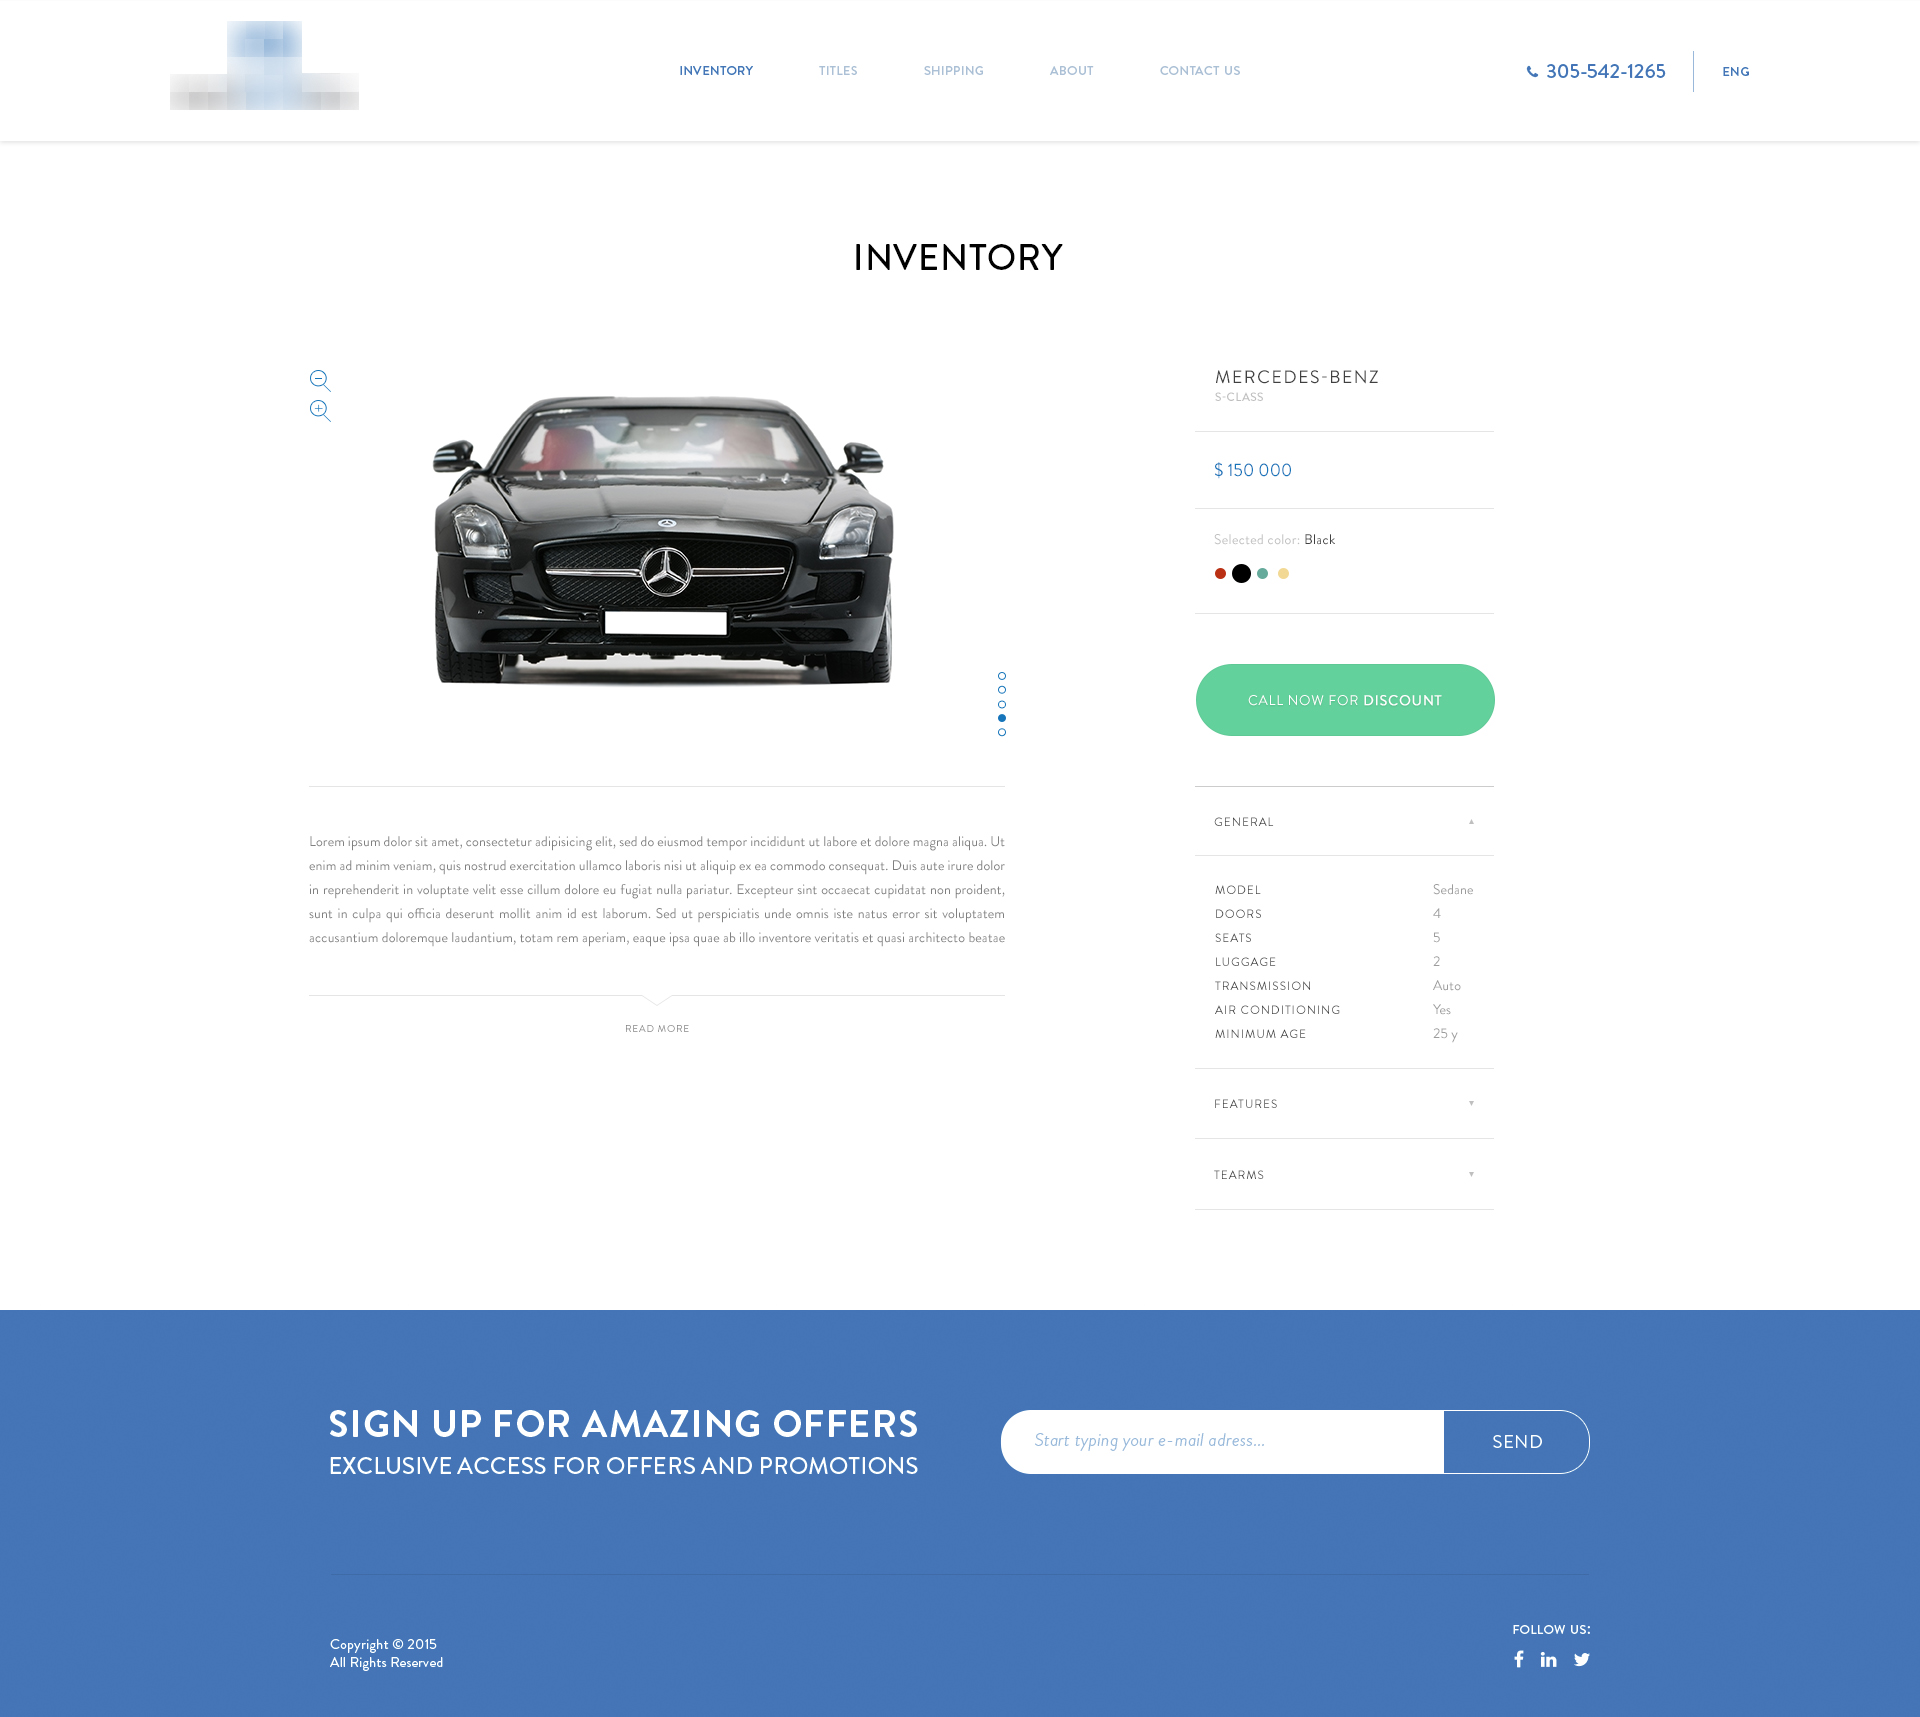 INVENTORY
TITLES
SHIPPING
ABOUT
CONTACT US
305-542-1265
ENG
INVENTORY
MERCEDES-BENZ
S-CLASS
$ 150 000
Selected color: Black
CALL NOW FOR DISCOUNT
Lorem ipsum dolor sit amet, consectetur adipisicing elit, sed do eiusmod tempor incididunt ut labore et dolore magna aliqua. Ut
enim ad minim veniam, quis nostrud exercitation ullamco laboris nisi ut aliquip ex ea commodo consequat. Duis aute irure dolor
in reprehenderit in voluptate velit esse cillum dolore eu fugiat nulla pariatur. Excepteur sint occaecat cupidatat non proident,
sunt in culpa qui officia deserunt mollit anim id est laborum. Sed ut perspiciatis unde omnis iste natus error sit voluptatem
accusantium doloremque laudantium, totam rem aperiam, eaque ipsa quae ab illo inventore veritatis et quasi architecto beatae
READ MORE
GENERAL
MODEL Sedane
DOORS 4
SEATS 5
LUGGAGE 2
TRANSMISSION Auto
AIR CONDITIONING Yes
MINIMUM AGE 25 y
FEATURES
TEARMS
SIGN UP FOR AMAZING OFFERS
EXCLUSIVE ACCESS FOR OFFERS AND PROMOTIONS
Start typing your e-mail adress...
SEND
Copyright © 2015
All Rights Reserved
FOLLOW US: